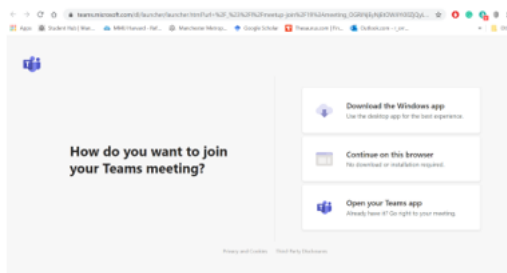 Apps
Google Scholar
How do you want to join
your Teams meeting?
Download the Windows app
Use the desktop app for the best experience.
Continue on this browser
No download or installation required.
Open your Teams app
Already have it? Go right to your meeting.
Privacy and Cookies Third Party Disclosures